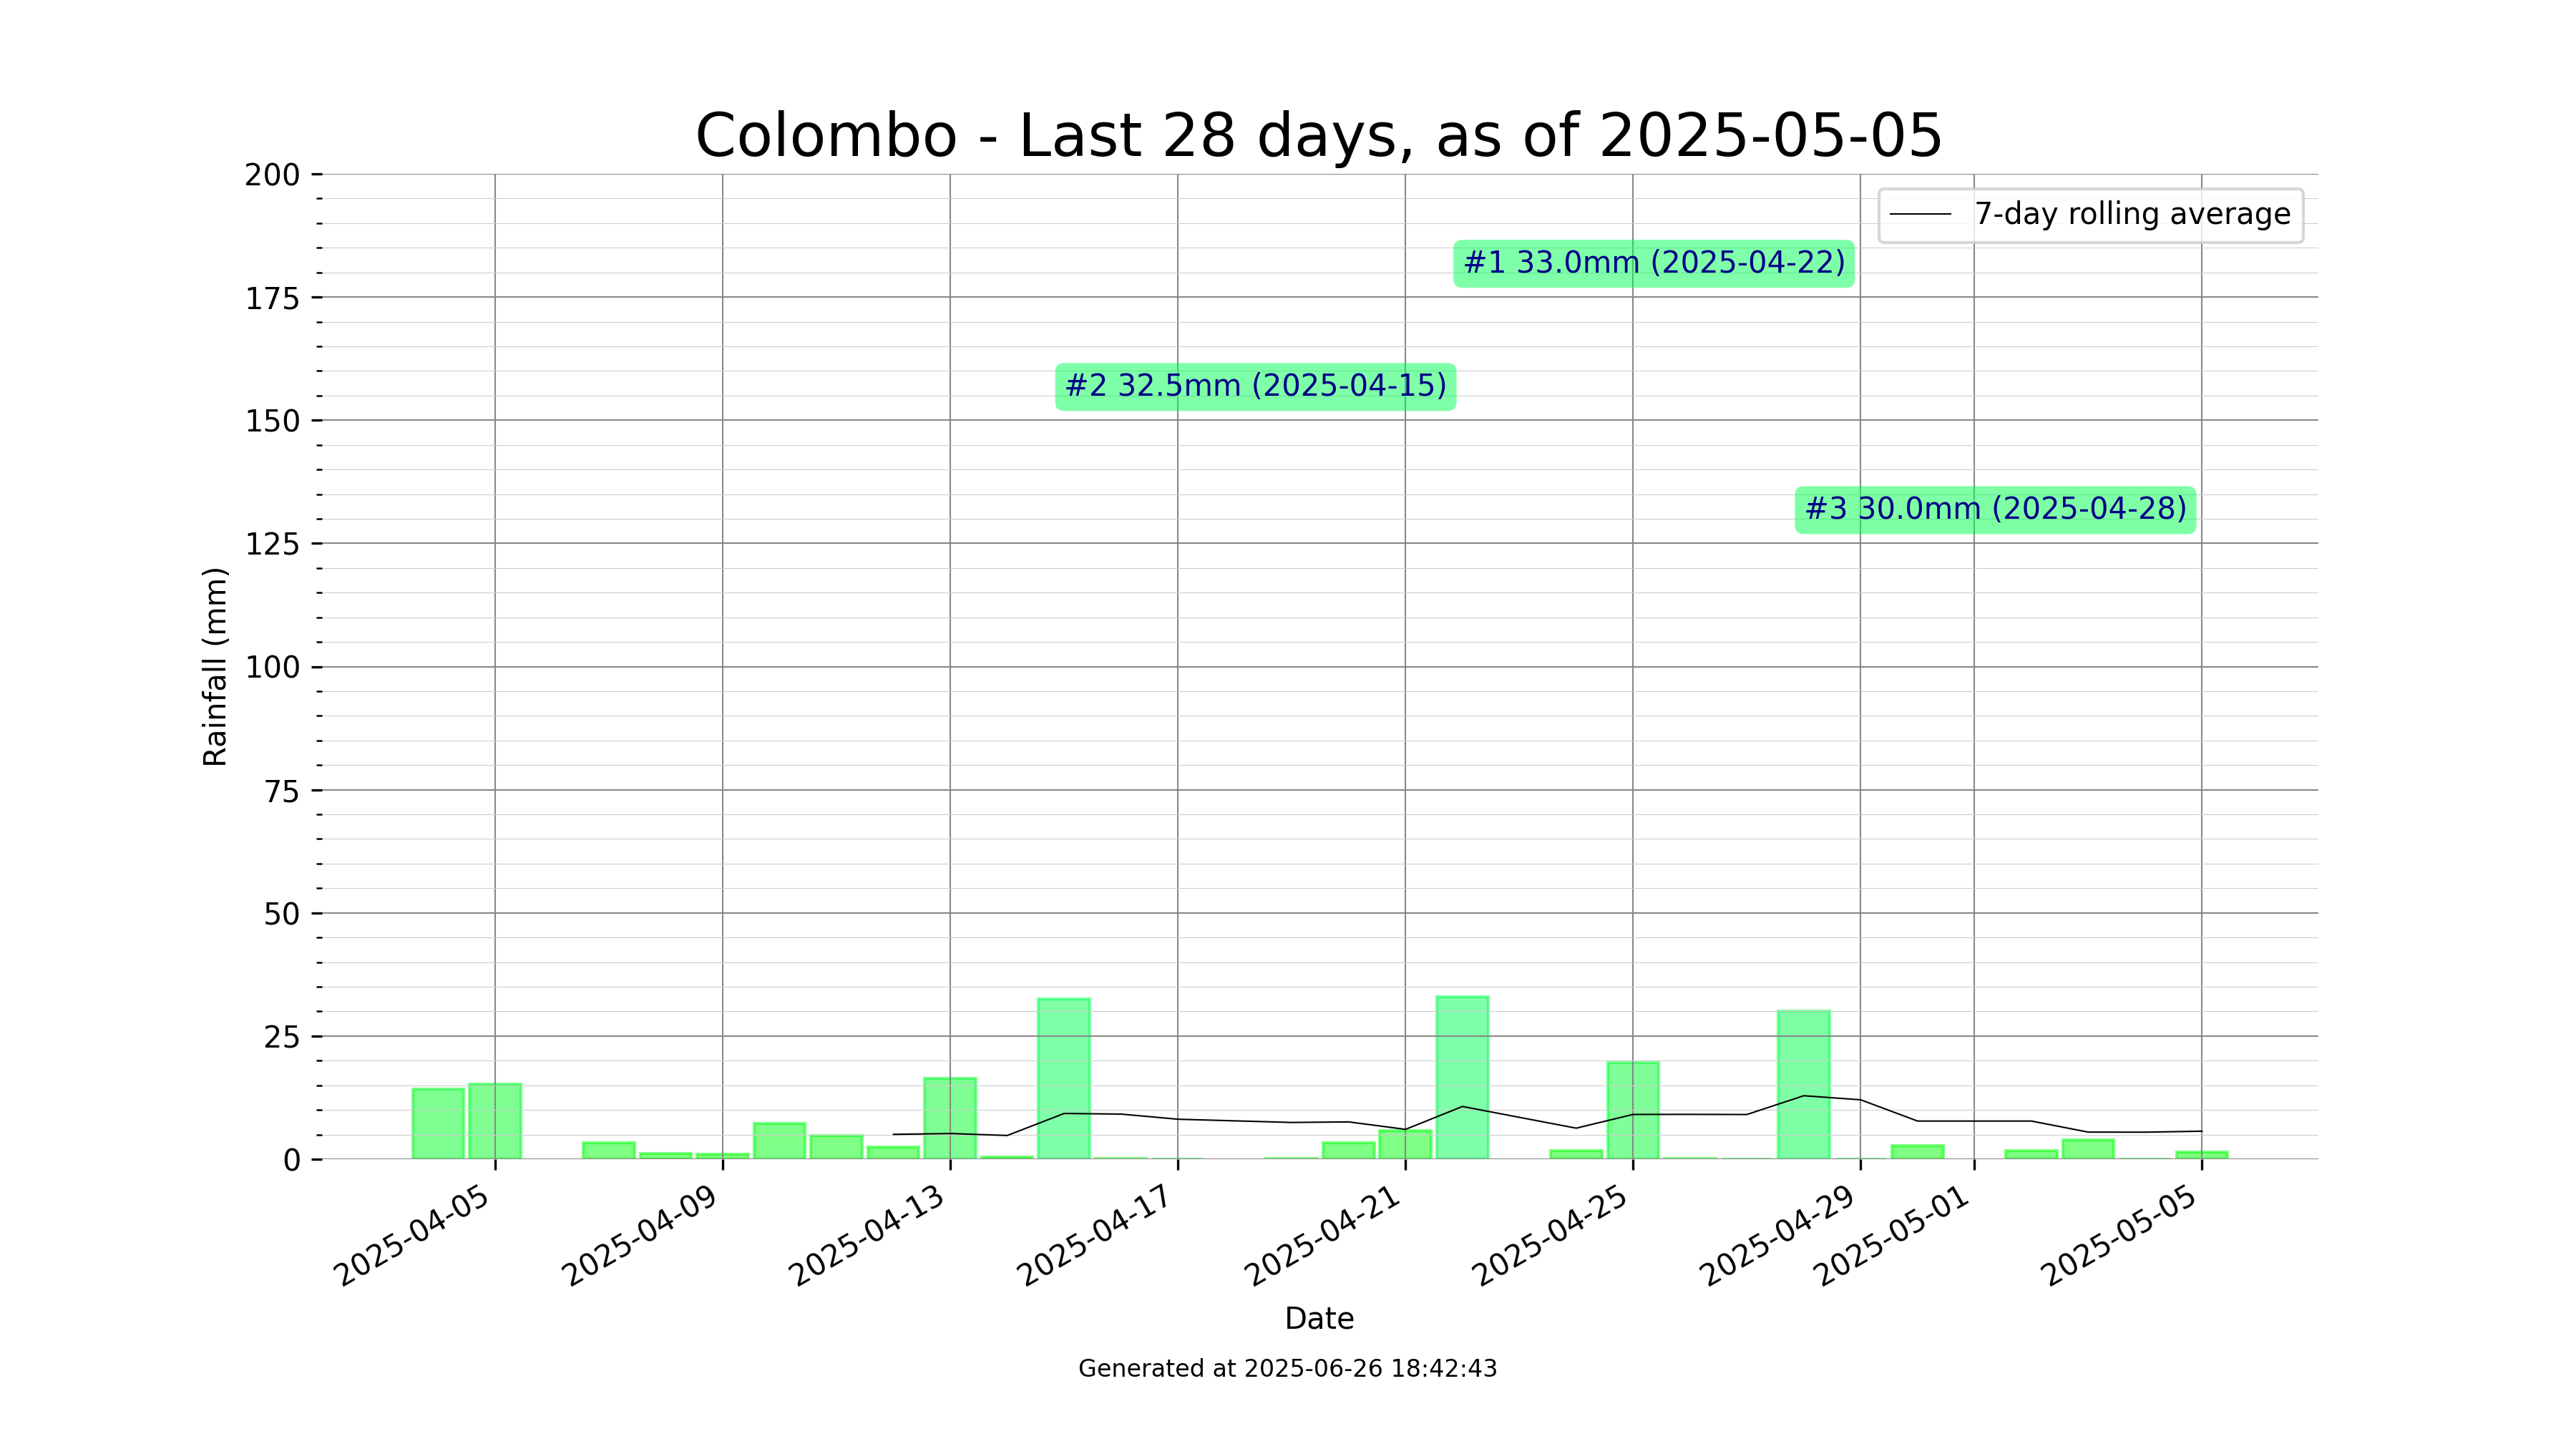 Colombo - Last 28 days, as of 2025-05-05
7-day rolling average
#1 33.0mm (2025-04-22)
#2 32.5mm (2025-04-15)
#3 30.0mm (2025-04-28)
Rainfall (mm)
200
175
150
125
100
75
50
25
0
2025-04-05
2025-04-09
2025-04-13
2025-04-17
2025-04-21
2025-04-25
2025-04-29
2025-05-01
2025-05-05
Date
Generated at 2025-06-26 18:42:43